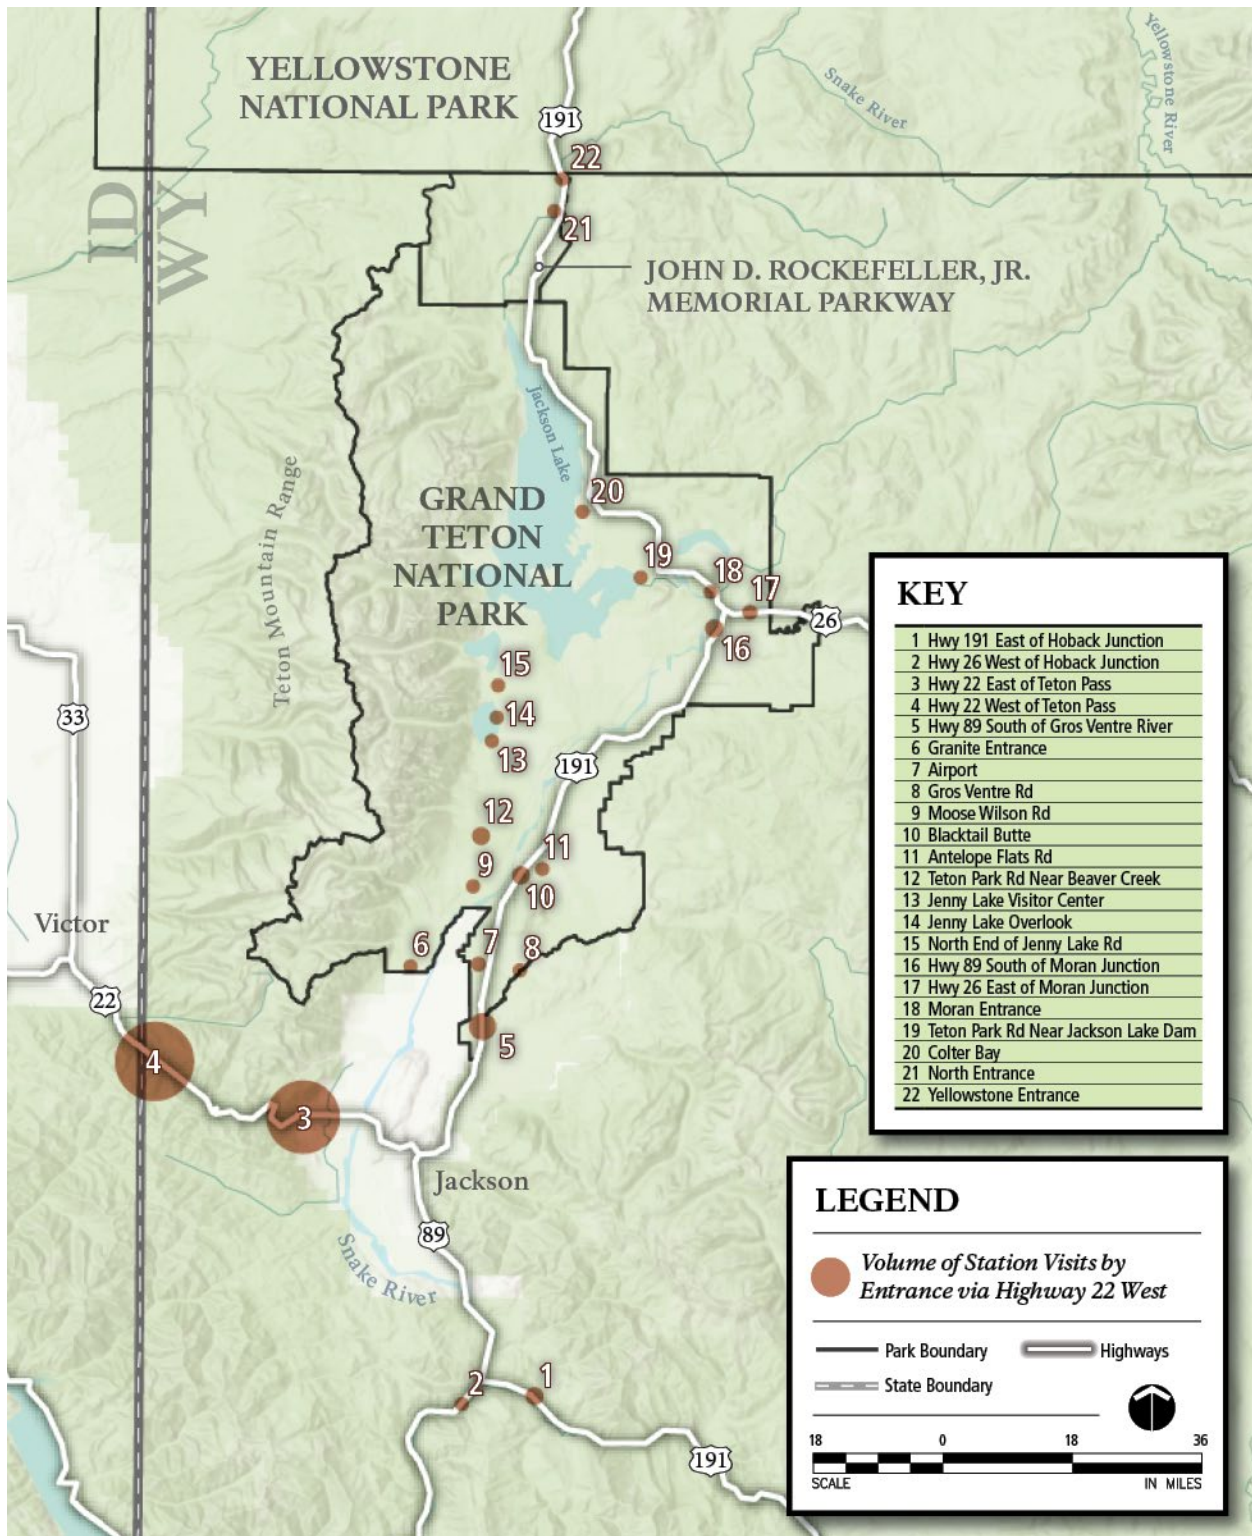 YELLOWSTONE
NATIONAL PARK
191
Snake River
Yellowstone River
22
ID
WY
21
JOHN D. ROCKEFELLER, JR.
MEMORIAL PARKWAY
Jackson Lake
Teton Mountain Range
GRAND
TETON
NATIONAL
PARK
20
19
18
17
26
16
15
14
13
33
191
12
11
9
10
Victor
6
7
8
22
5
4
3
Jackson
89
Snake River
2
1
191
KEY
1 Hwy 191 East of Hoback Junction
2 Hwy 26 West of Hoback Junction
3 Hwy 22 East of Teton Pass
4 Hwy 22 West of Teton Pass
5 Hwy 89 South of Gros Ventre River
6 Granite Entrance
7 Airport
8 Gros Ventre Rd
9 Moose Wilson Rd
10 Blacktail Butte
11 Antelope Flats Rd
12 Teton Park Rd Near Beaver Creek
13 Jenny Lake Visitor Center
14 Jenny Lake Overlook
15 North End of Jenny Lake Rd
16 Hwy 89 South of Moran Junction
17 Hwy 26 East of Moran Junction
18 Moran Entrance
19 Teton Park Rd Near Jackson Lake Dam
20 Colter Bay
21 North Entrance
22 Yellowstone Entrance
LEGEND
Volume of Station Visits by
Entrance via Highway 22 West
Park Boundary
Highways
State Boundary
18 0 18 36
SCALE IN MILES